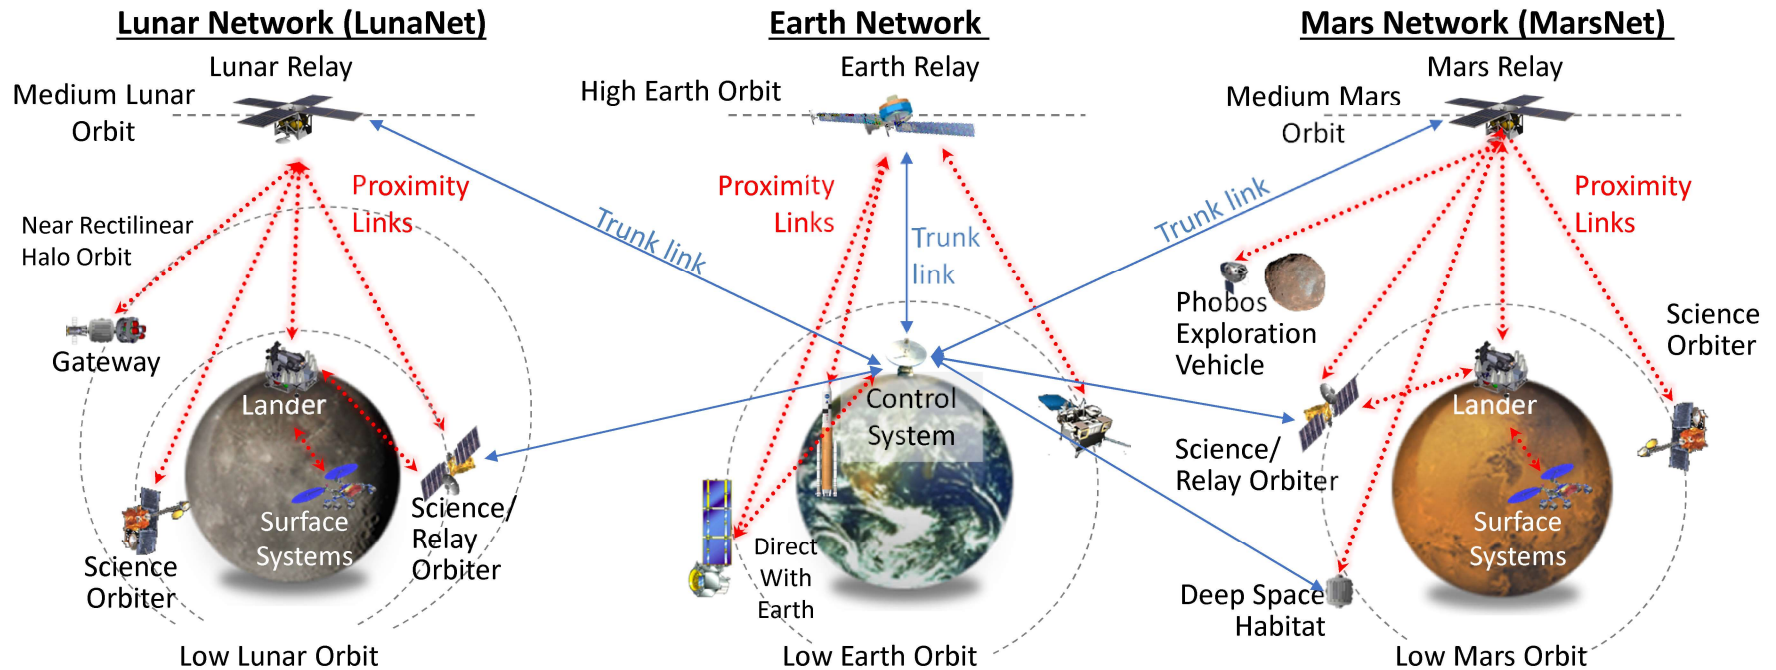 Lunar Network (LunaNet)
Lunar Relay
Medium Lunar
Orbit
Proximity
Links
Near Rectilinear
Halo Orbit
Gateway
Lander
Surface
Systems
Science
Orbiter
Science/
Relay
Orbiter
Low Lunar Orbit
Trunk link
Earth Network
Earth Relay
High Earth Orbit
Proximity
Links
Trunk
link
Control
System
Direct
With
Earth
Low Earth Orbit
Trunk link
Mars Network (MarsNet)
Mars Relay
Medium Mars
Orbit
Proximity
Links
Phobos
Exploration
Vehicle
Science
Orbiter
Lander
Science/
Relay Orbiter
Surface
Systems
Deep Space
Habitat
Low Mars Orbit